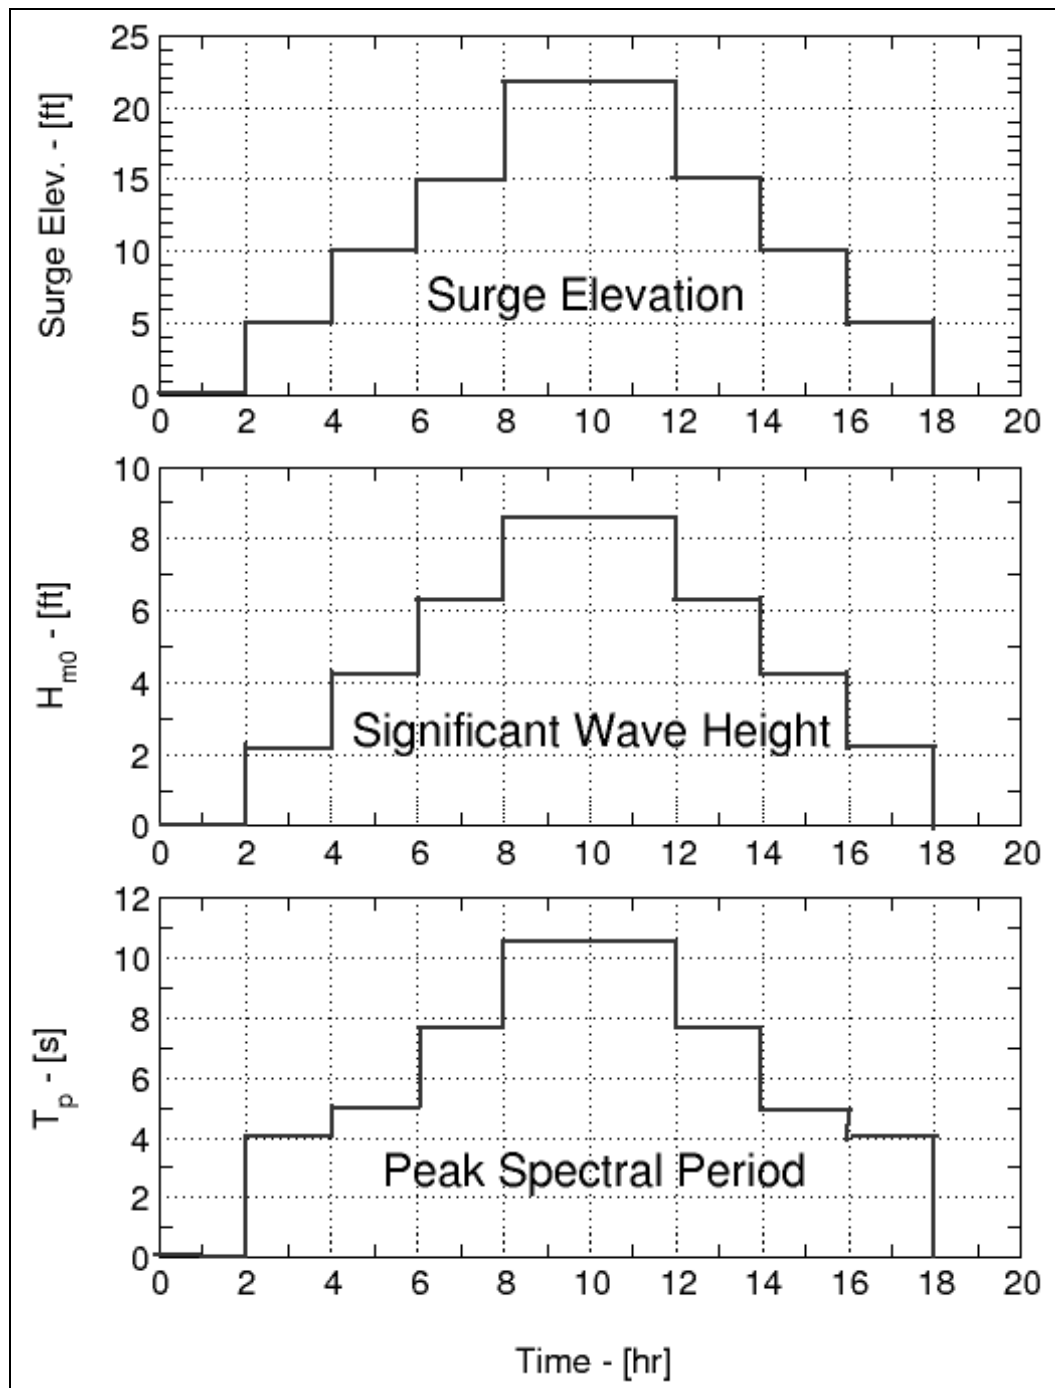 25
20
15
10
5
0
Surge Elev. - [ft]
Surge Elevation
0 2 4 6 8 10 12 14 16 18 20
10
8
6
4
2
0
H_m0 - [ft]
Significant Wave Height
0 2 4 6 8 10 12 14 16 18 20
12
10
8
6
4
2
0
T_p - [s]
Peak Spectral Period
0 2 4 6 8 10 12 14 16 18 20
Time - [hr]